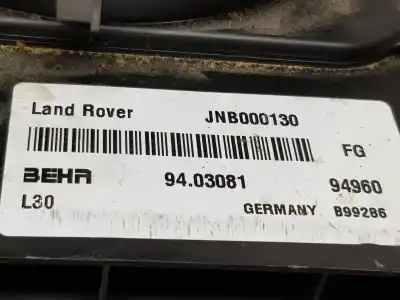 Land Rover JNB000130
FG
BEHR 94.03081 94960
L30 GERMANY B99286